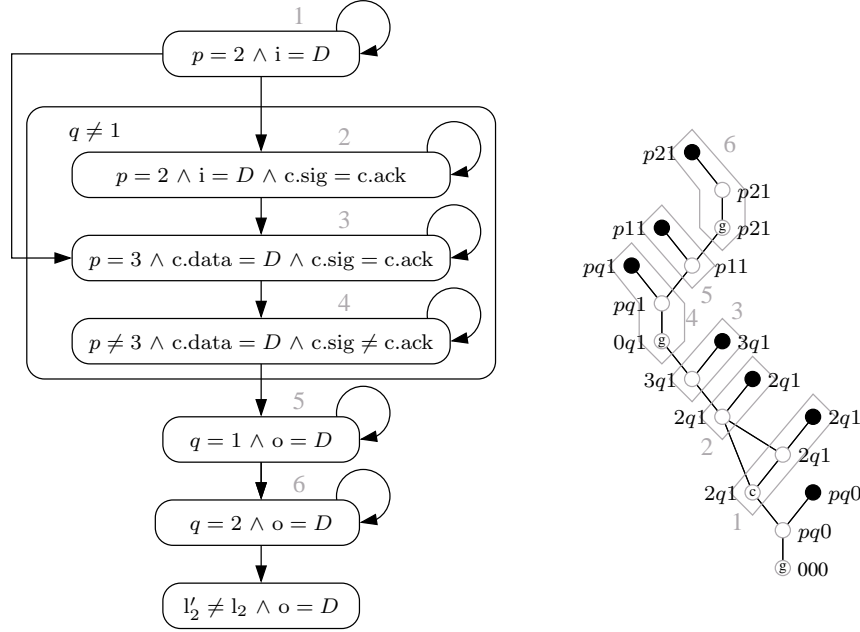 1
p = 2 ∧ i = D
q ≠ 1
2
p = 2 ∧ i = D ∧ c.sig = c.ack
3
p = 3 ∧ c.data = D ∧ c.sig = c.ack
4
p ≠ 3 ∧ c.data = D ∧ c.sig ≠ c.ack
5
q = 1 ∧ o = D
6
q = 2 ∧ o = D
l′₂ ≠ l₂ ∧ o = D
6
p21
p21
p11
g p21
pq1
p11
5
pq1
4
3
0q1 g
3q1
3q1
2q1
2q1
2q1
2
2q1
2q1 c
pq0
1
pq0
g 000